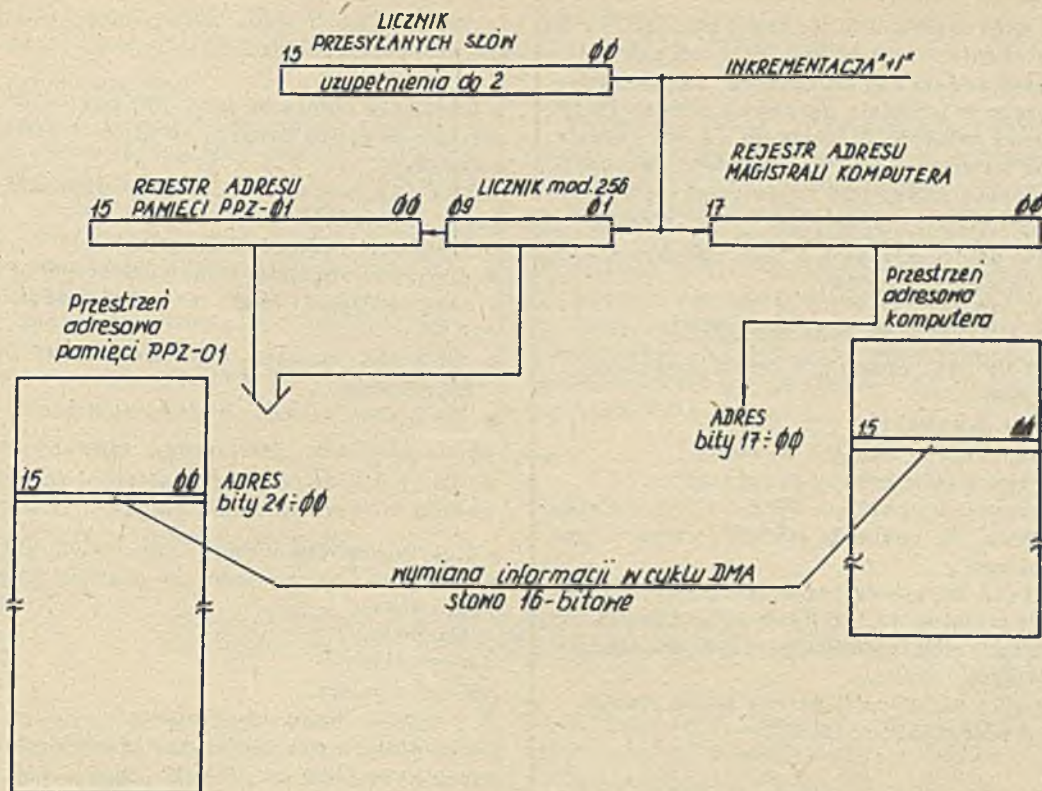 LICZNIK
PRZESYŁANYCH SŁÓW
15 ØØ
uzupełnienia do 2
INKREMENTACJA"+1"
REJESTR ADRESU
PAMIĘCI PPZ-Ø1
15 ØØ
LICZNIK mod. 256
Ø9 Ø1
REJESTR ADRESU
MAGISTRALI KOMPUTERA
17 ØØ
Przestrzeń
adresowa
pamięci PPZ-01
Przestrzeń
adresowa
komputera
15 ØØ
ADRES
bity 24÷ØØ
ADRES
bity 17÷ØØ
15
wymiana informacji w cyklu DMA
słowo 16-bitowe